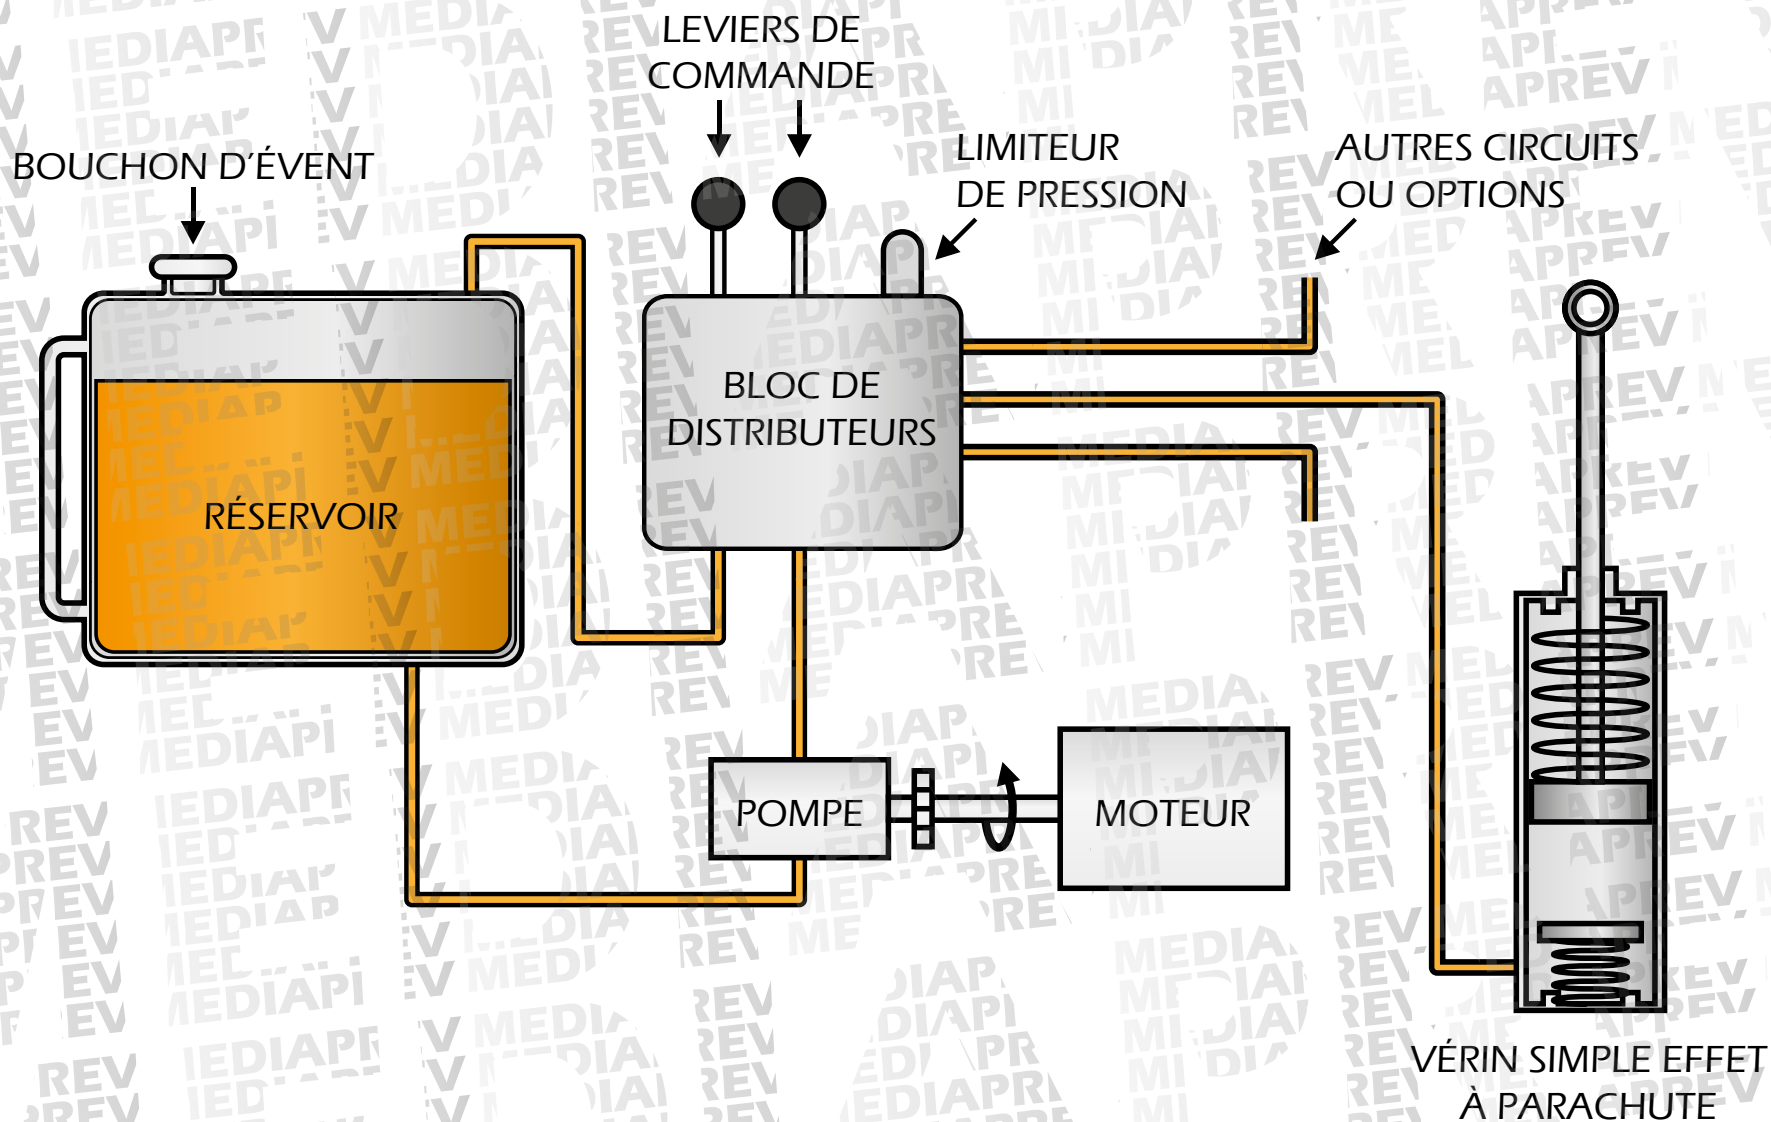 LEVIERS DE
COMMANDE
BOUCHON D'ÉVENT
LIMITEUR
DE PRESSION
AUTRES CIRCUITS
OU OPTIONS
BLOC DE
DISTRIBUTEURS
RÉSERVOIR
POMPE
MOTEUR
VÉRIN SIMPLE EFFET
À PARACHUTE